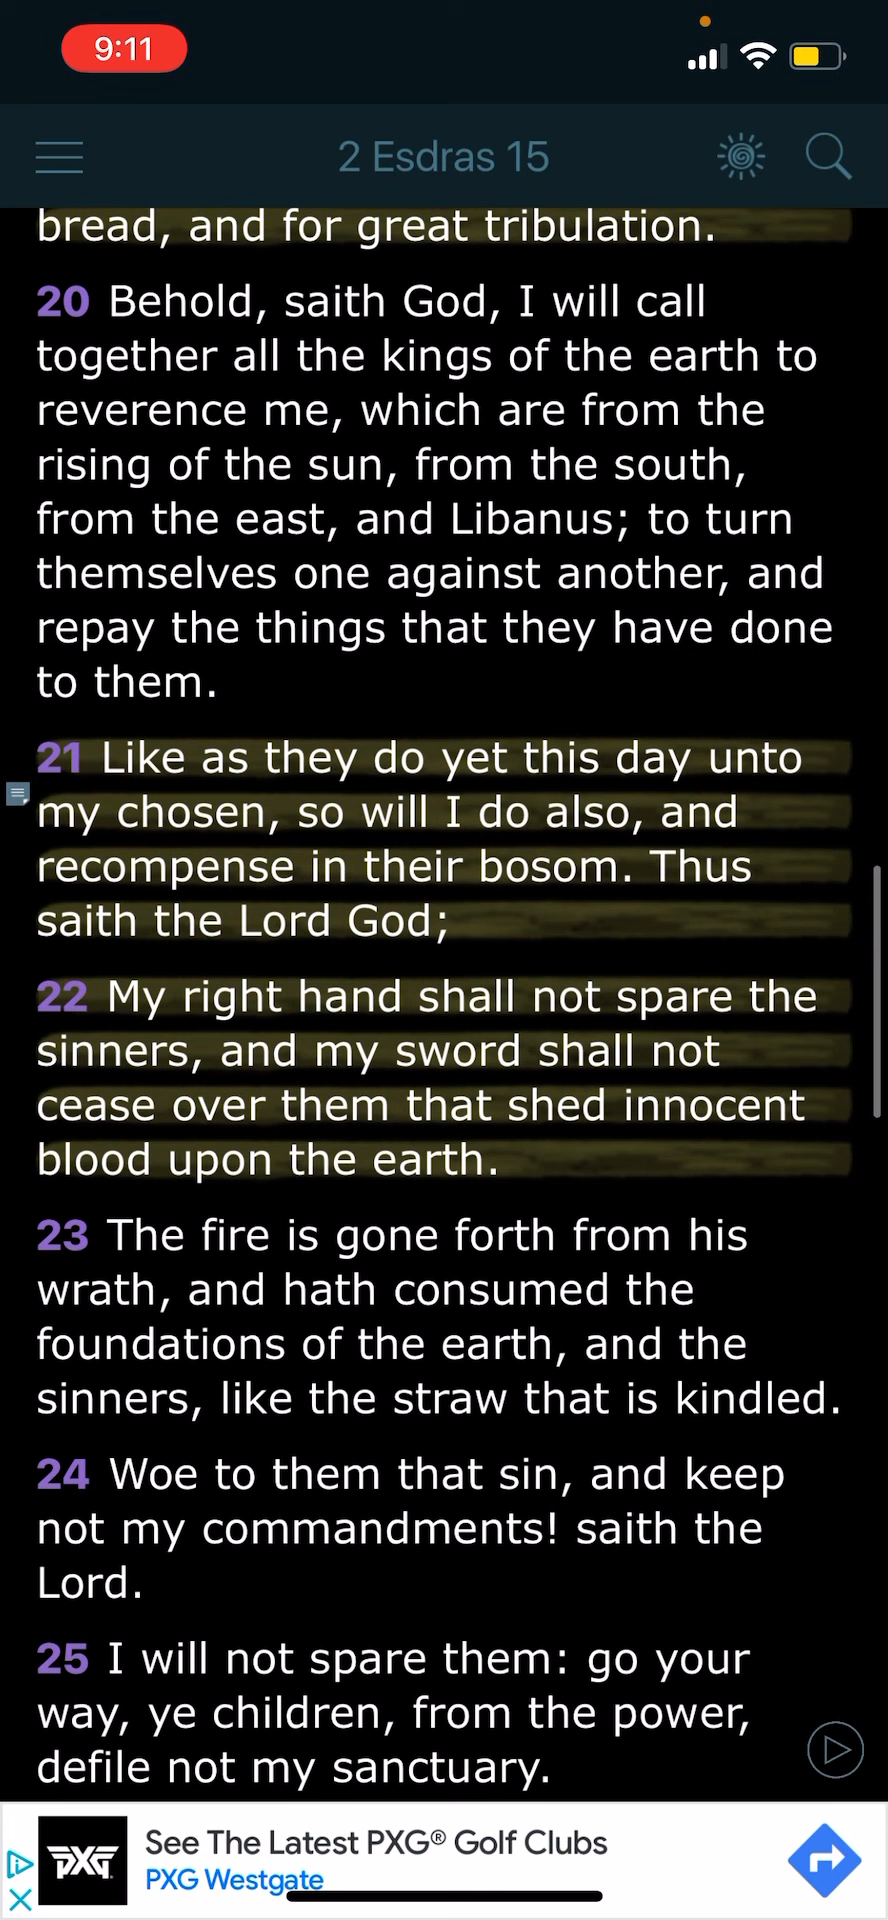 9:11
2 Esdras 15
bread, and for great tribulation.
20 Behold, saith God, I will call
together all the kings of the earth to
reverence me, which are from the
rising of the sun, from the south,
from the east, and Libanus; to turn
themselves one against another, and
repay the things that they have done
to them.
21 Like as they do yet this day unto
my chosen, so will I do also, and
recompense in their bosom. Thus
saith the Lord God;
22 My right hand shall not spare the
sinners, and my sword shall not
cease over them that shed innocent
blood upon the earth.
23 The fire is gone forth from his
wrath, and hath consumed the
foundations of the earth, and the
sinners, like the straw that is kindled.
24 Woe to them that sin, and keep
not my commandments! saith the
Lord.
25 I will not spare them: go your
way, ye children, from the power,
defile not my sanctuary.
PXG
See The Latest PXG® Golf Clubs
PXG Westgate